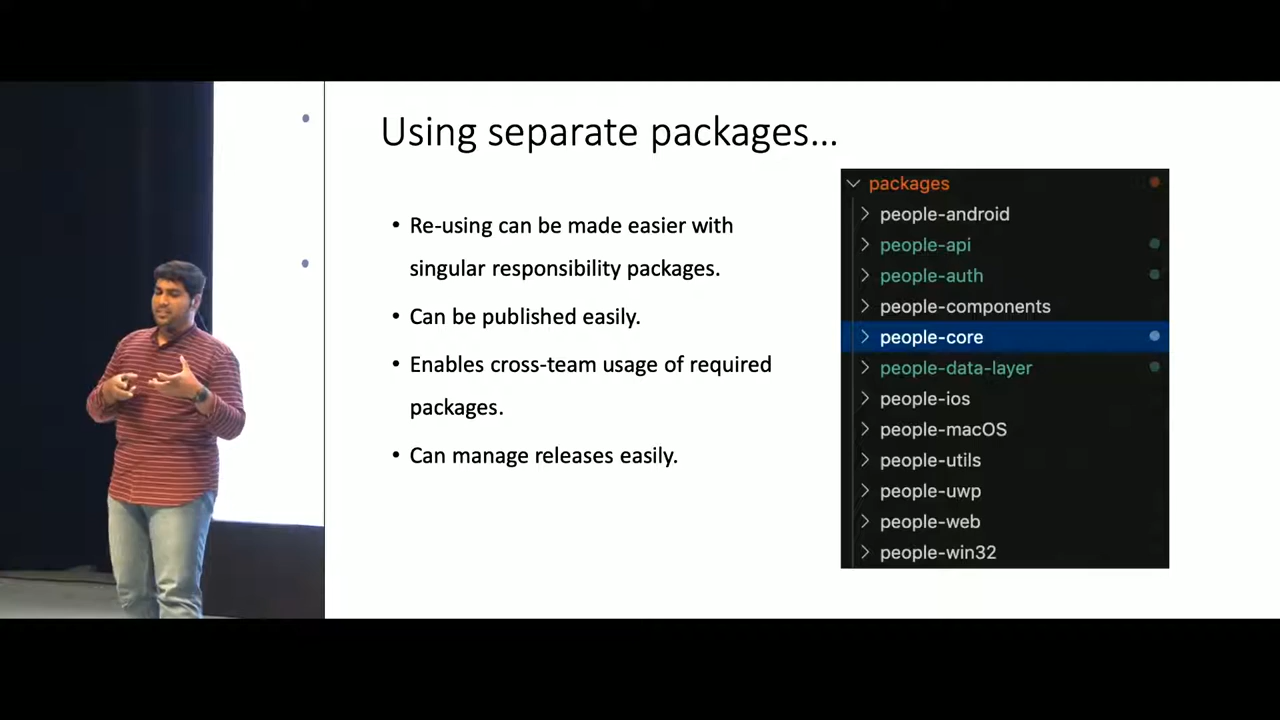 Using separate packages...
• Re-using can be made easier with
singular responsibility packages.
• Can be published easily.
• Enables cross-team usage of required
packages.
• Can manage releases easily.
packages
people-android
people-api
people-auth
people-components
people-core
people-data-layer
people-ios
people-macOS
people-utils
people-uwp
people-web
people-win32